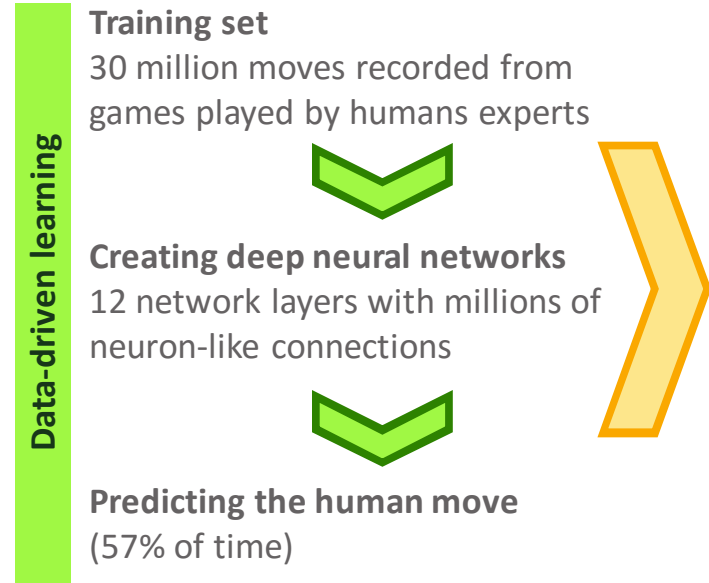 Data-driven learning
Training set
30 million moves recorded from
games played by humans experts
Creating deep neural networks
12 network layers with millions of
neuron-like connections
Predicting the human move
(57% of time)